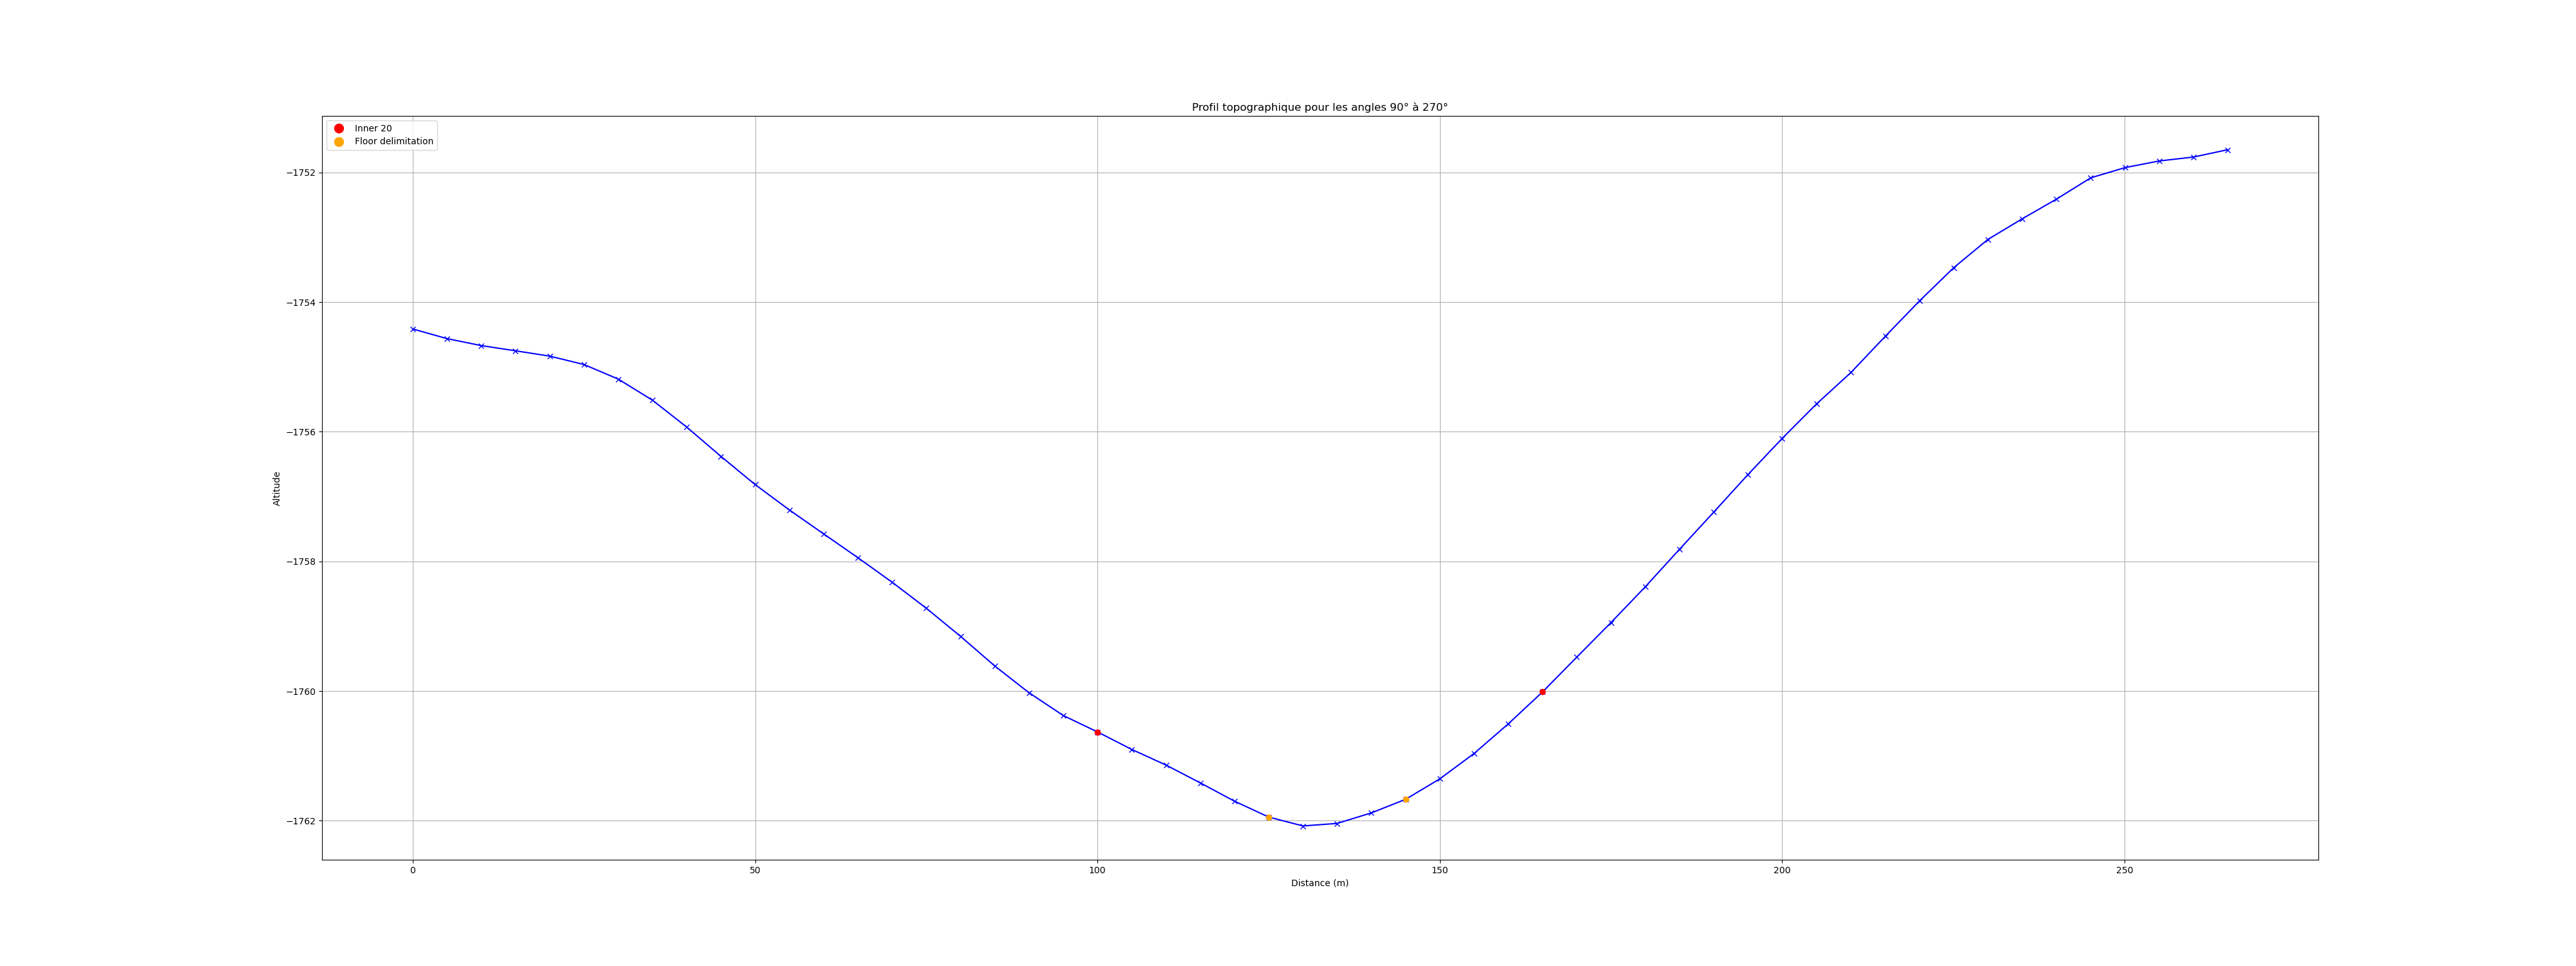 Profil topographique pour les angles 90° à 270°
Inner 20
Floor delimitation
−1752
−1754
−1756
−1758
−1760
−1762
Altitude
0
50
100
150
200
250
Distance (m)